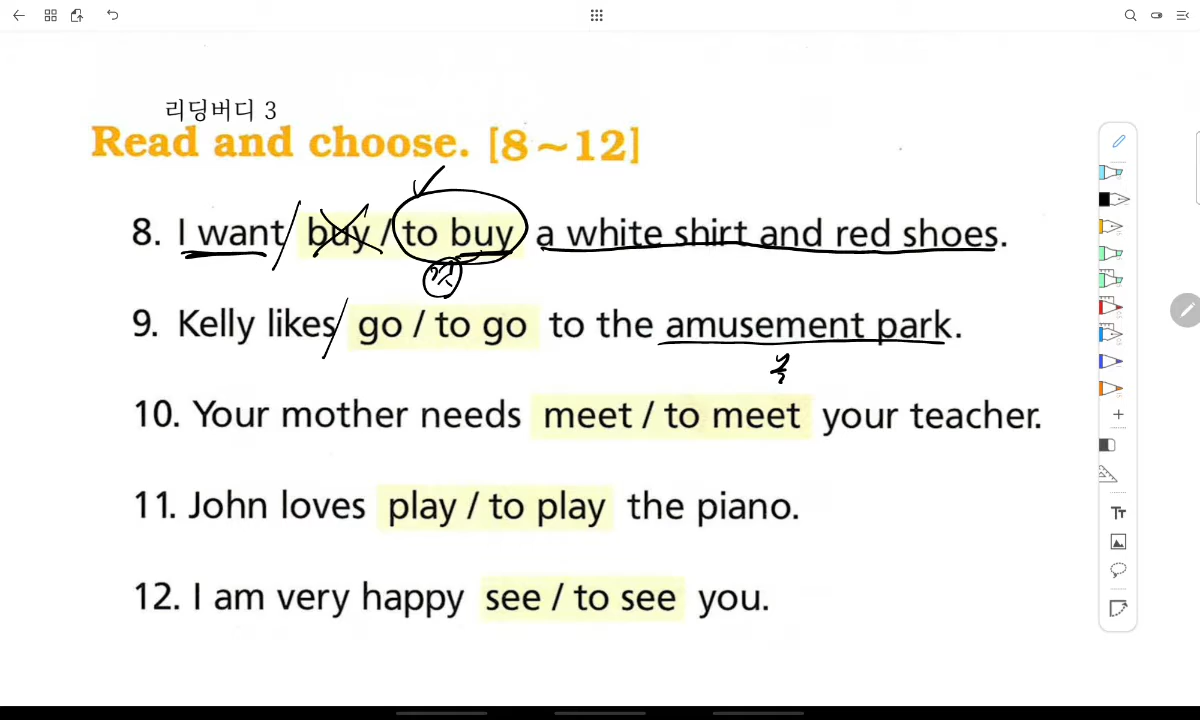 리딩버디 3
Read and choose. [8~12]
8. I want buy / to buy a white shirt and red shoes.
것
9. Kelly likes go / to go to the amusement park.
10. Your mother needs meet / to meet your teacher.
11. John loves play / to play the piano.
12. I am very happy see / to see you.
Tт